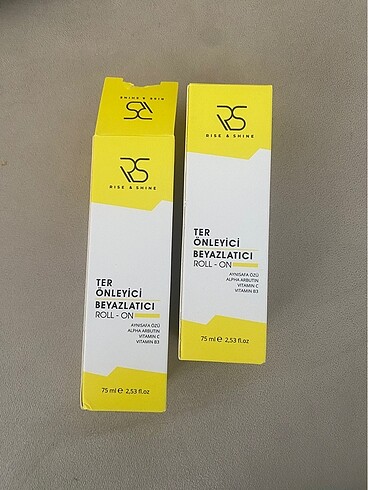 RISE & SHINE
RS
RS
RISE & SHINE
TER
ÖNLEYİCİ
BEYAZLATICI
ROLL - ON
AYNISAFA ÖZÜ
ALPHA ARBUTIN
VITAMIN C
VITAMIN B3
75 ml e 2,53 fl.oz
RS
RISE & SHINE
TER
ÖNLEYİCİ
BEYAZLATICI
ROLL - ON
AYNISAFA ÖZÜ
ALPHA ARBUTIN
VITAMIN C
VITAMIN B3
75 ml e 2,53 fl.oz